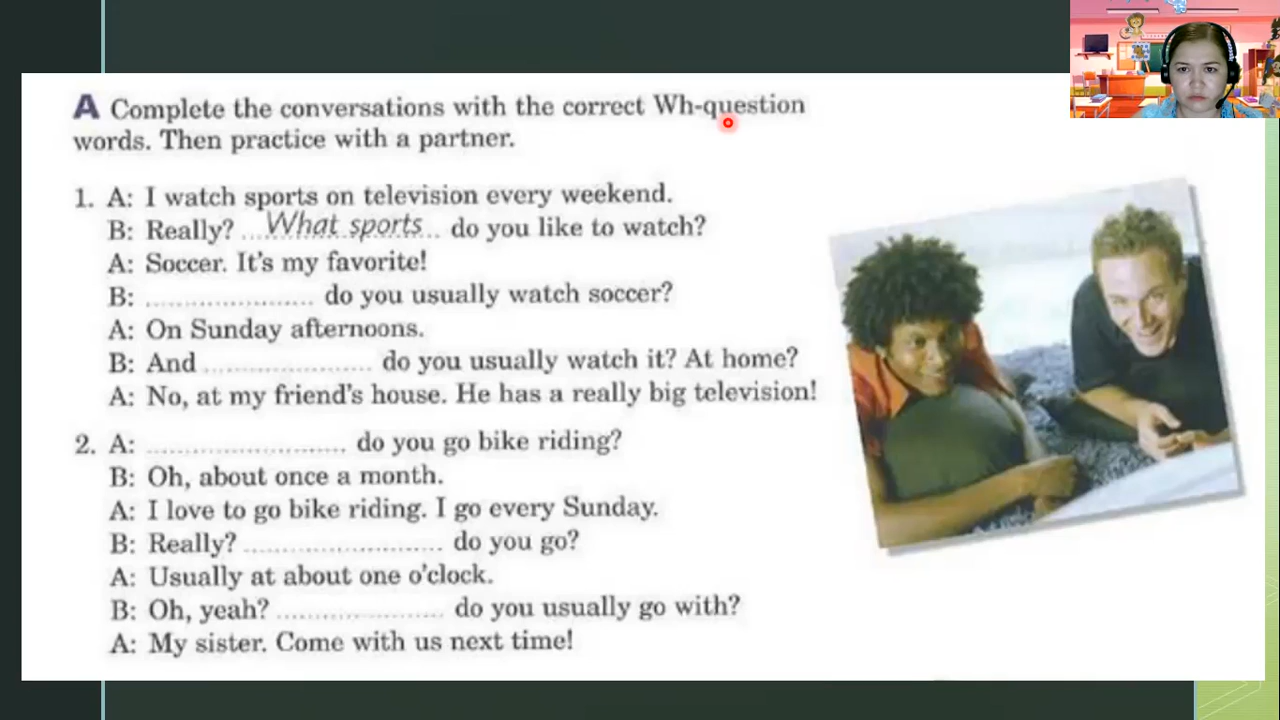 A Complete the conversations with the correct Wh-question
words. Then practice with a partner.
1. A: I watch sports on television every weekend.
B: Really? ...What sports... do you like to watch?
A: Soccer. It's my favorite!
B: ..................... do you usually watch soccer?
A: On Sunday afternoons.
B: And ..................... do you usually watch it? At home?
A: No, at my friend's house. He has a really big television!
2. A: ......................... do you go bike riding?
B: Oh, about once a month.
A: I love to go bike riding. I go every Sunday.
B: Really? ......................... do you go?
A: Usually at about one o'clock.
B: Oh, yeah? ..................... do you usually go with?
A: My sister. Come with us next time!